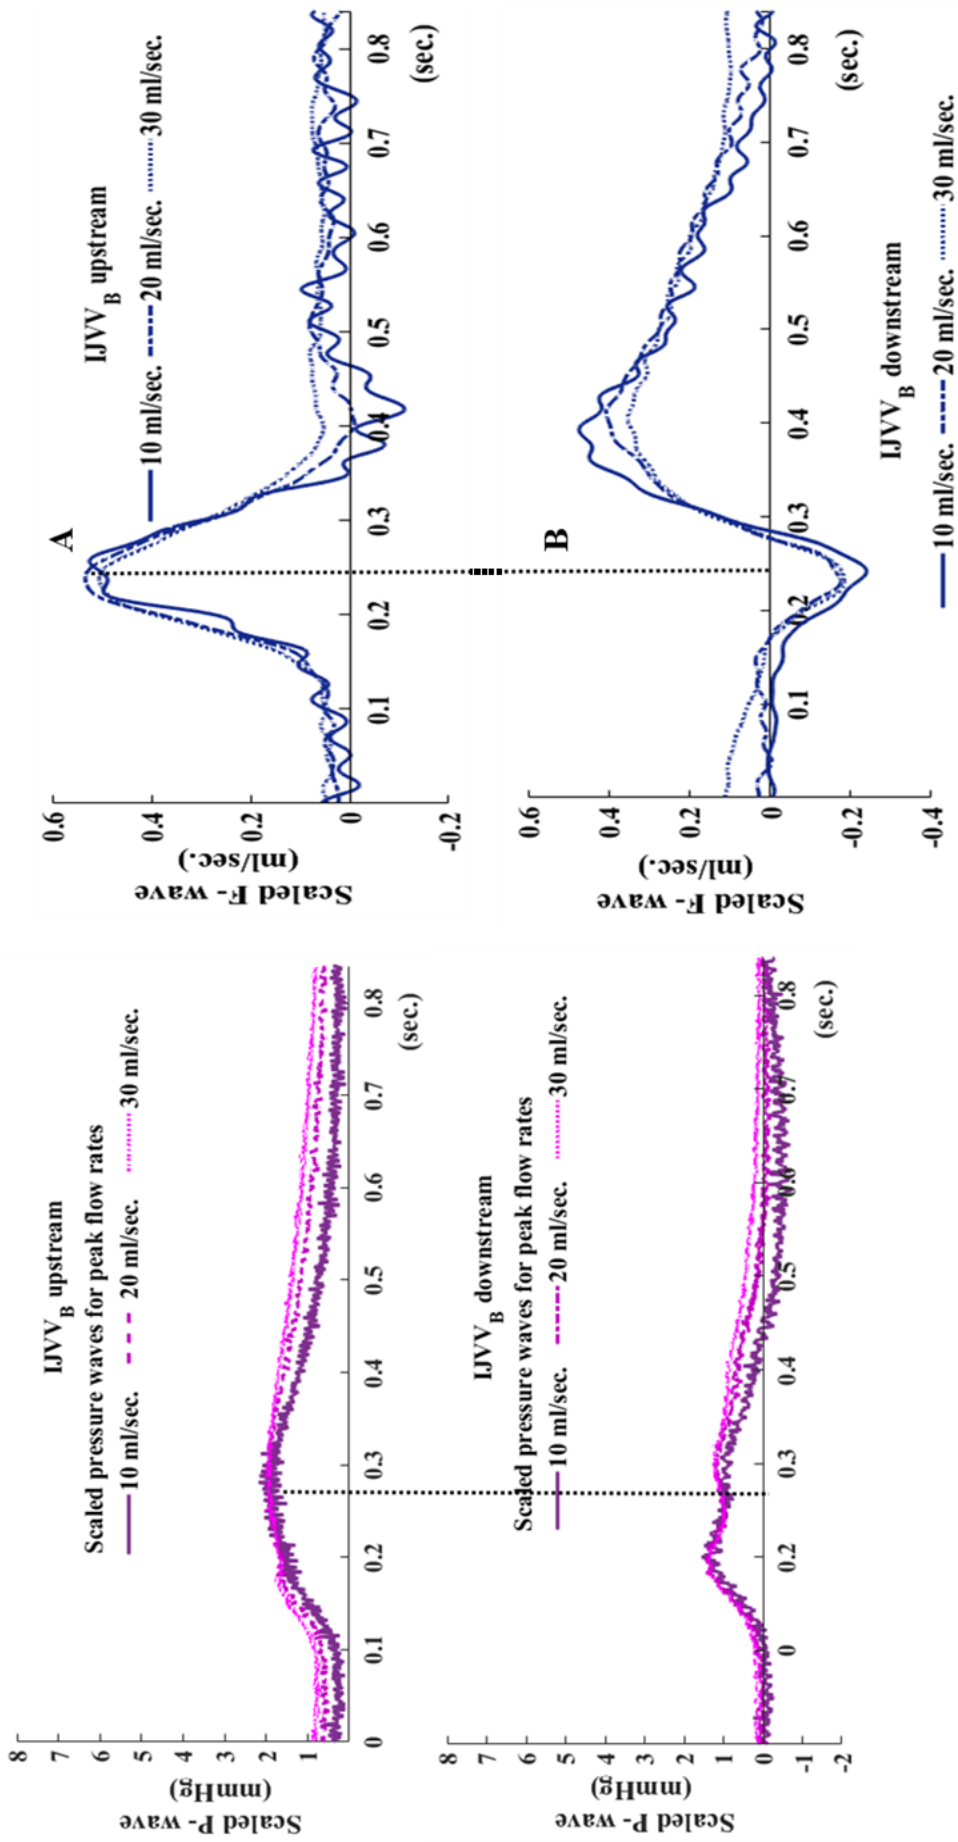 IJVV_B upstream
Scaled pressure waves for peak flow rates
10 ml/sec. 20 ml/sec. 30 ml/sec.
Scaled P- wave
(mmHg)
8
7
6
5
4
3
2
1
0 0.1 0.2 0.3 0.4 0.5 0.6 0.7 0.8
(sec.)
IJVV_B downstream
Scaled pressure waves for peak flow rates
10 ml/sec. 20 ml/sec. 30 ml/sec.
Scaled P- wave
(mmHg)
8
7
6
5
4
3
2
1
0
-1
-2
0 0.2 0.3 0.4 0.5 0.6 0.7 0.8
(sec.)
A
IJVV_B upstream
10 ml/sec. 20 ml/sec. 30 ml/sec.
Scaled F- wave
(ml/sec.)
0.6
0.4
0.2
0
-0.2
0.1 0.2 0.3 0.4 0.5 0.6 0.7 0.8
(sec.)
B
Scaled F- wave
(ml/sec.)
0.6
0.4
0.2
0
-0.2
-0.4
0.1 0.2 0.3 0.4 0.5 0.6 0.7 0.8
(sec.)
IJVV_B downstream
10 ml/sec. 20 ml/sec. 30 ml/sec.